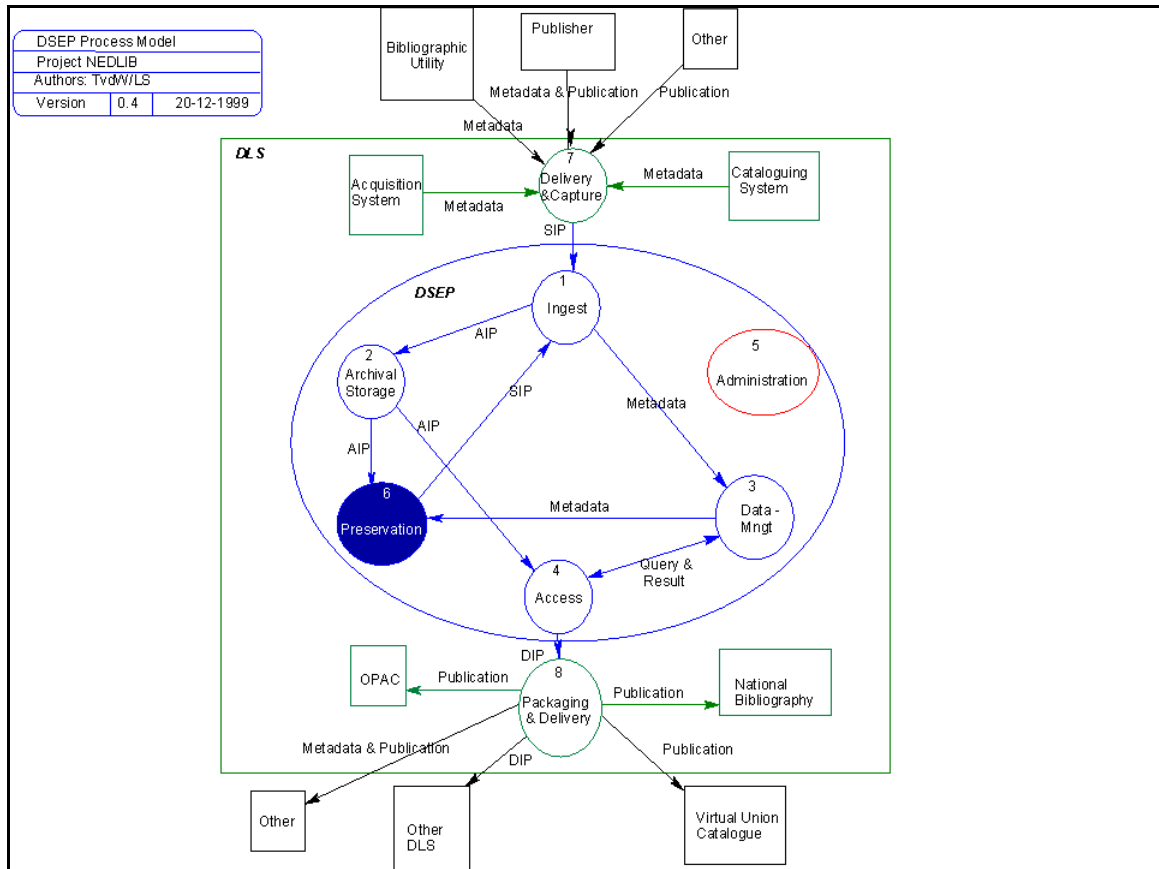 DSEP Process Model
Project NEDLIB
Authors: TvdW/LS
Version 0.4 20-12-1999
Bibliographic
Utility
Publisher
Other
Metadata & Publication
Publication
Metadata
DLS
7
Delivery
&Capture
Acquisition
System
Metadata
Metadata
Cataloguing
System
SIP
DSEP
1
Ingest
AIP
2
Archival
Storage
SIP
5
Administration
Metadata
AIP
AIP
6
Preservation
Metadata
3
Data -
Mngt
Query &
Result
4
Access
DIP
8
Packaging
& Delivery
OPAC
Publication
Publication
National
Bibliography
Metadata & Publication
DIP
Publication
Other
Other
DLS
Virtual Union
Catalogue